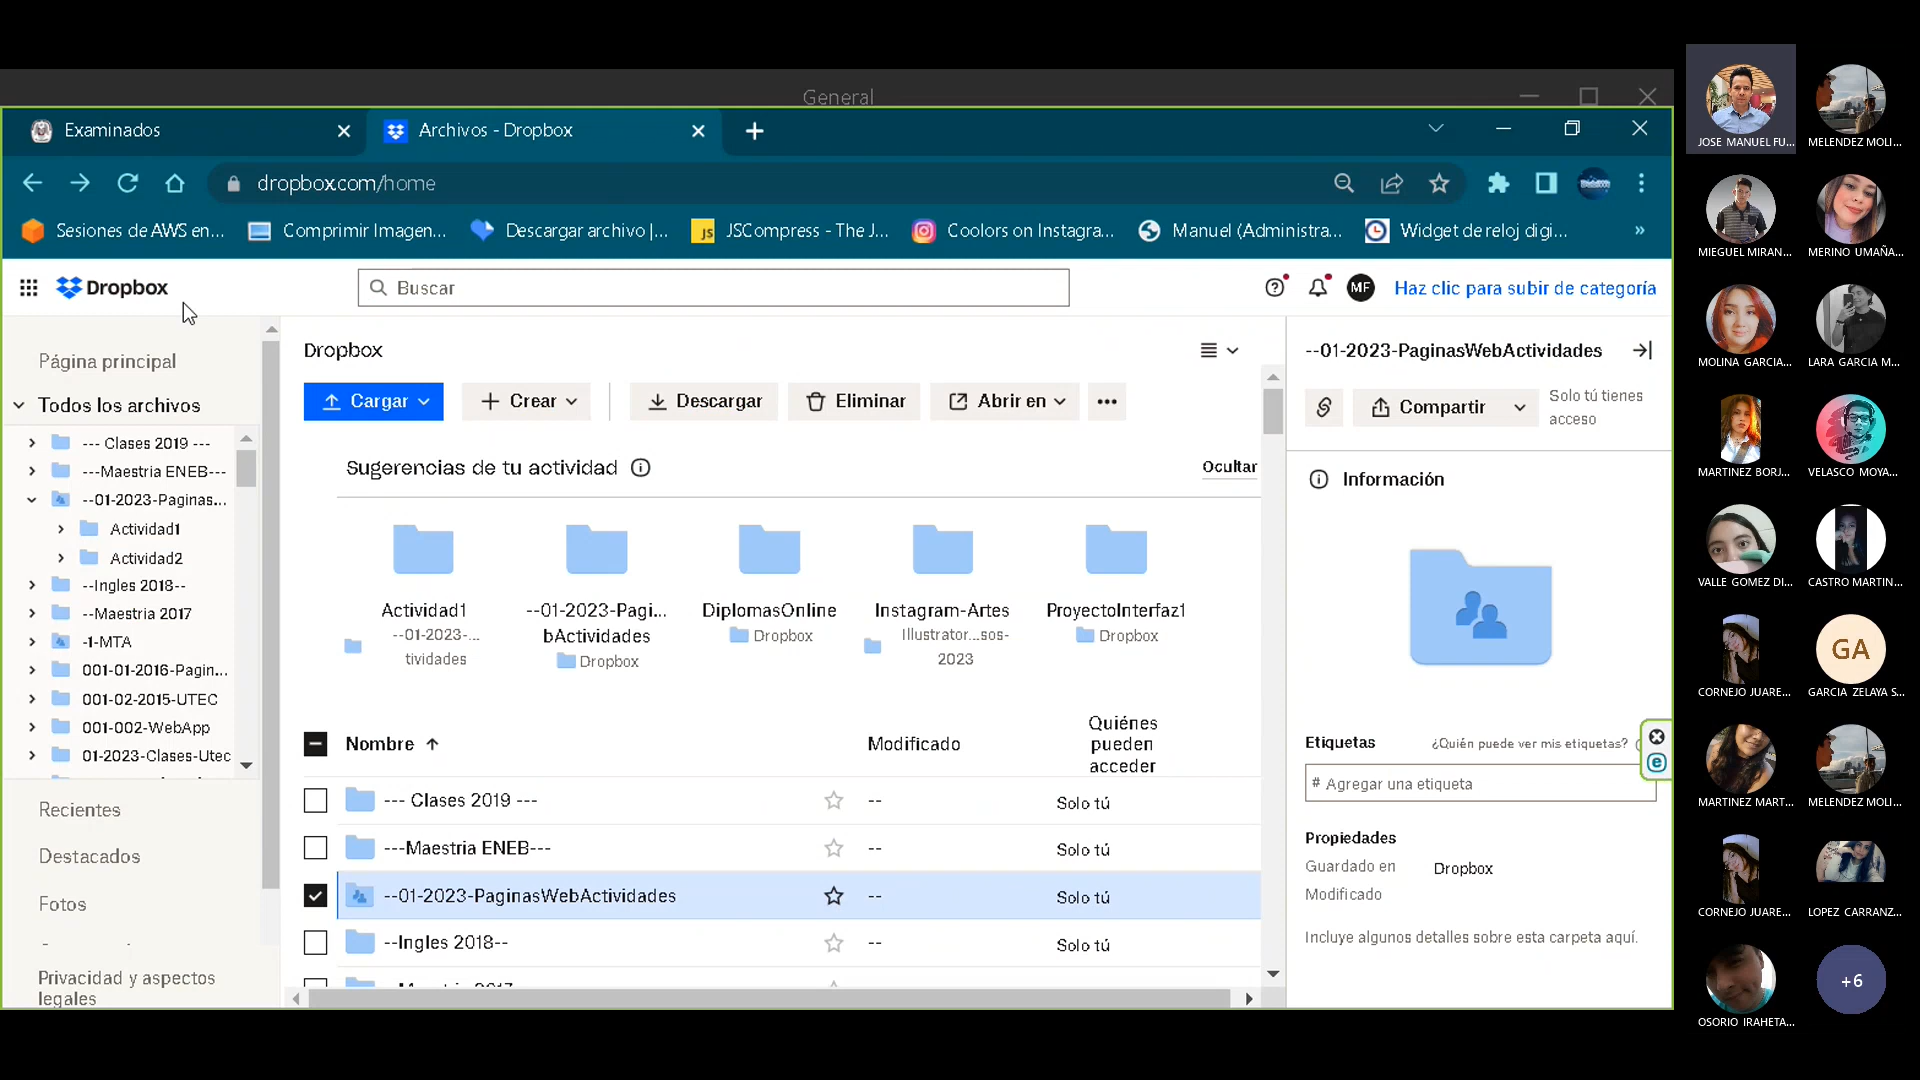 General
Examinados
Archivos - Dropbox
dropbox.com/home
Sesiones de AWS en...
Comprimir Imagen...
Descargar archivo |...
JS
JSCompress - The J...
Coolors on Instagra...
Manuel (Administra...
Widget de reloj digi...
»
Dropbox
Buscar
MF
Haz clic para subir de categoría
Página principal
Todos los archivos
--- Clases 2019 ---
---Maestria ENEB---
--01-2023-Paginas...
Actividad1
Actividad2
--Ingles 2018--
--Maestria 2017
-1-MTA
001-01-2016-Pagin...
001-02-2015-UTEC
001-002-WebApp
01-2023-Clases-Utec
Recientes
Destacados
Fotos
Privacidad y aspectos
legales
Dropbox
Cargar
Crear
Descargar
Eliminar
Abrir en
Sugerencias de tu actividad
Ocultar
Actividad1
--01-2023-...
tividades
--01-2023-Pagi...
bActividades
Dropbox
DiplomasOnline
Dropbox
Instagram-Artes
Illustrator...sos-
2023
ProyectoInterfaz1
Dropbox
Nombre
Modificado
Quiénes
pueden
acceder
--- Clases 2019 --- -- Solo tú
---Maestria ENEB--- -- Solo tú
--01-2023-PaginasWebActividades -- Solo tú
--Ingles 2018-- -- Solo tú
--01-2023-PaginasWebActividades
Compartir
Solo tú tienes
acceso
Información
Etiquetas
¿Quién puede ver mis etiquetas?
# Agregar una etiqueta
Propiedades
Guardado en Dropbox
Modificado
Incluye algunos detalles sobre esta carpeta aquí.
JOSE MANUEL FU...
MELENDEZ MOLI...
MIEGUEL MIRAN...
MERINO UMAÑA...
MOLINA GARCIA...
LARA GARCIA M...
MARTINEZ BORJ...
VELASCO MOYA...
VALLE GOMEZ DI...
CASTRO MARTIN...
CORNEJO JUARE...
GA
GARCIA ZELAYA S...
MARTINEZ MART...
MELENDEZ MOLI...
CORNEJO JUARE...
LOPEZ CARRANZ...
OSORIO IRAHETA...
+6